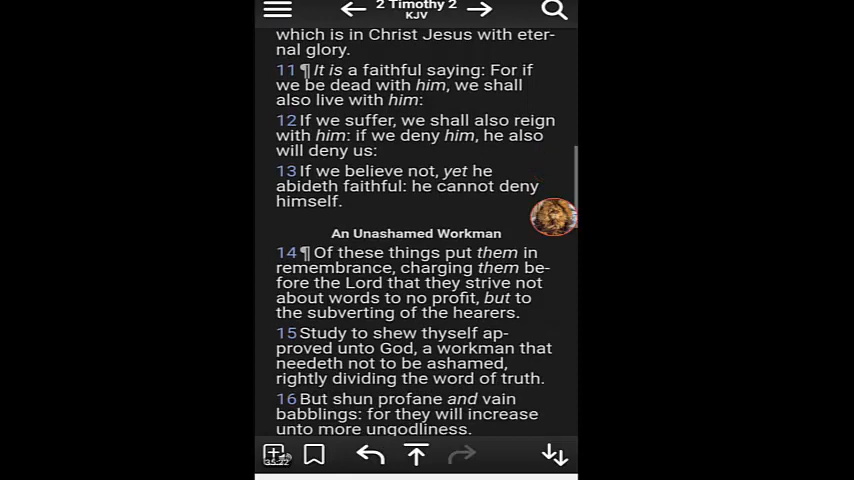 2 Timothy 2
KJV
which is in Christ Jesus with eter-
nal glory.
11 ¶ It is a faithful saying: For if
we be dead with him, we shall
also live with him:
12 If we suffer, we shall also reign
with him: if we deny him, he also
will deny us:
13 If we believe not, yet he
abideth faithful: he cannot deny
himself.
An Unashamed Workman
14 ¶ Of these things put them in
remembrance, charging them be-
fore the Lord that they strive not
about words to no profit, but to
the subverting of the hearers.
15 Study to shew thyself ap-
proved unto God, a workman that
needeth not to be ashamed,
rightly dividing the word of truth.
16 But shun profane and vain
babblings: for they will increase
unto more ungodliness.